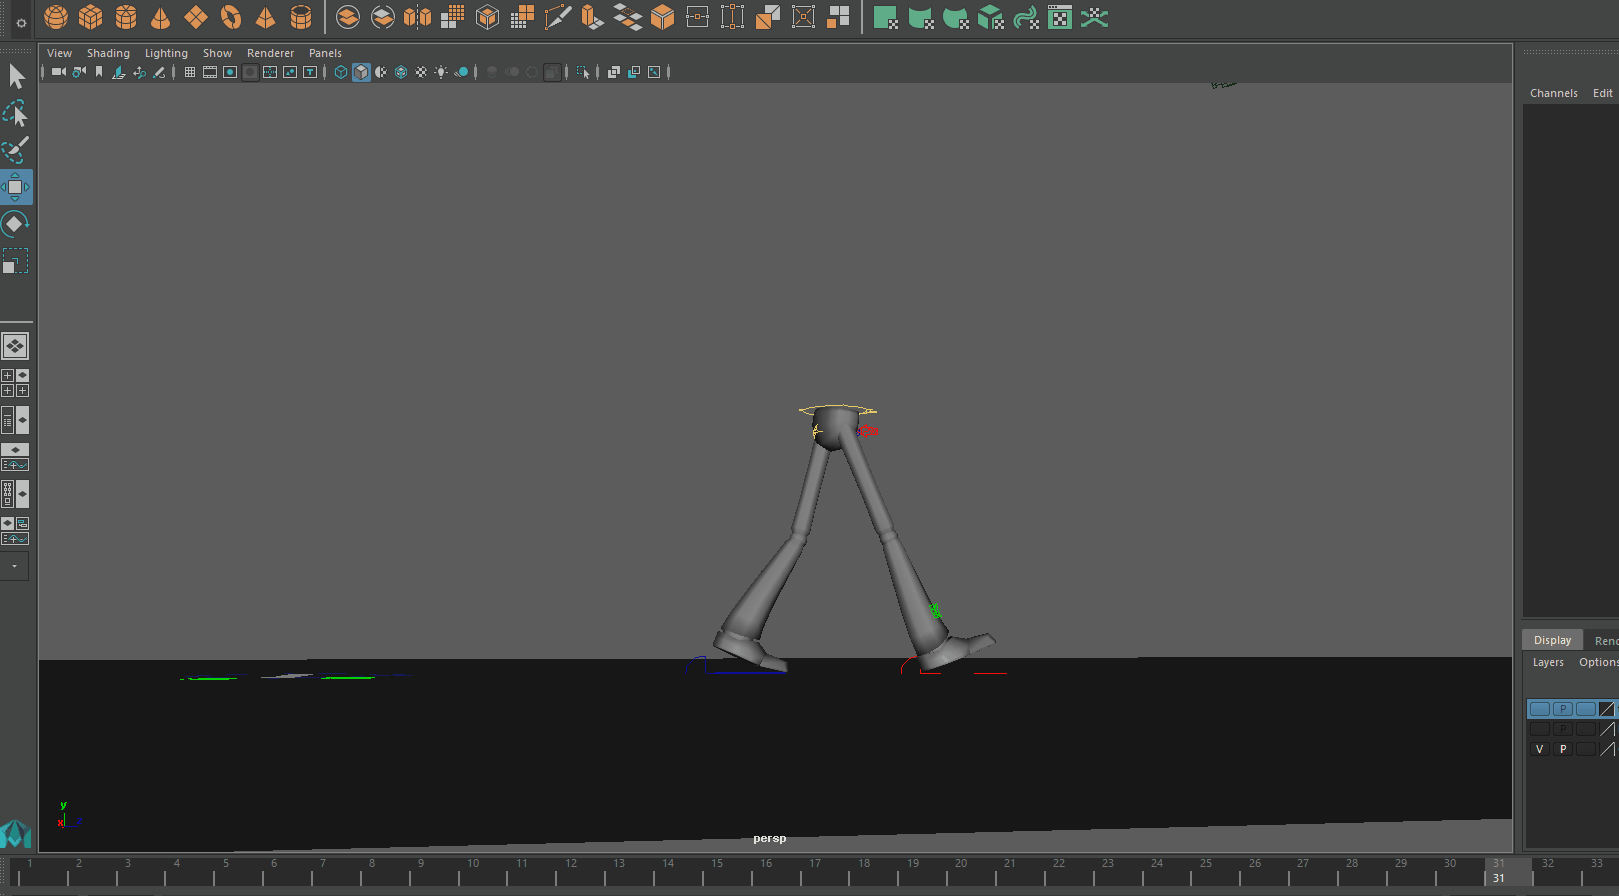 View Shading Lighting Show Renderer Panels
Channels Edit
Display
Layers Options
P
P
V P
y
x
persp
1 2 3 4 5 6 7 8 9 10 11 12 13 14 15 16 17 18 19 20 21 22 23 24 25 26 27 28 29 30 31 32 33
31